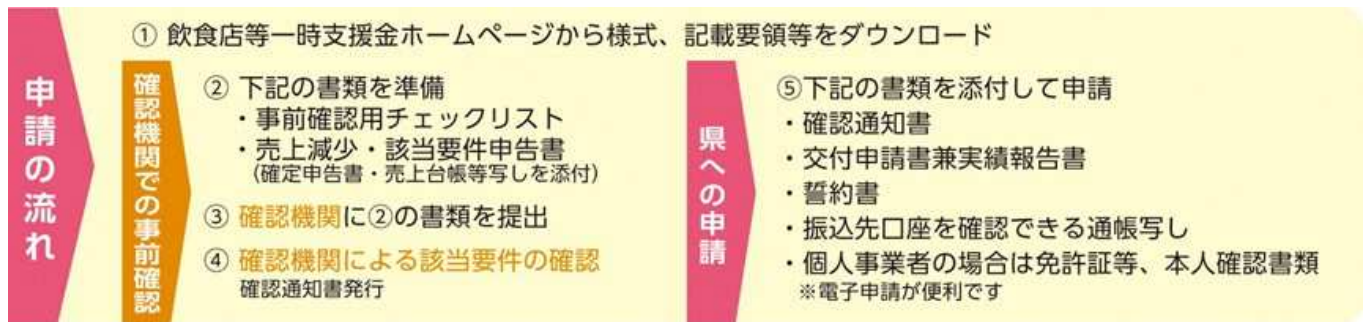 申請の流れ
① 飲食店等一時支援金ホームページから様式、記載要領等をダウンロード
確認機関での事前確認
② 下記の書類を準備
・事前確認用チェックリスト
・売上減少・該当要件申告書
（確定申告書・売上台帳等写しを添付）
③ 確認機関に②の書類を提出
④ 確認機関による該当要件の確認
確認通知書発行
県への申請
⑤下記の書類を添付して申請
・確認通知書
・交付申請書兼実績報告書
・誓約書
・振込先口座を確認できる通帳写し
・個人事業者の場合は免許証等、本人確認書類
※電子申請が便利です